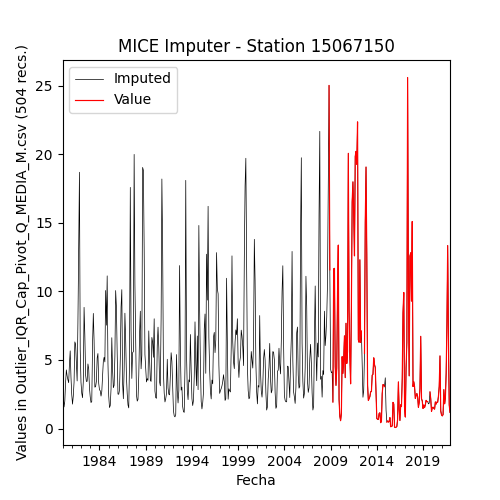 MICE Imputer - Station 15067150
Values in Outlier_IQR_Cap_Pivot_Q_MEDIA_M.csv (504 recs.)
Imputed
Value
25
20
15
10
5
0
1984 1989 1994 1999 2004 2009 2014 2019
Fecha